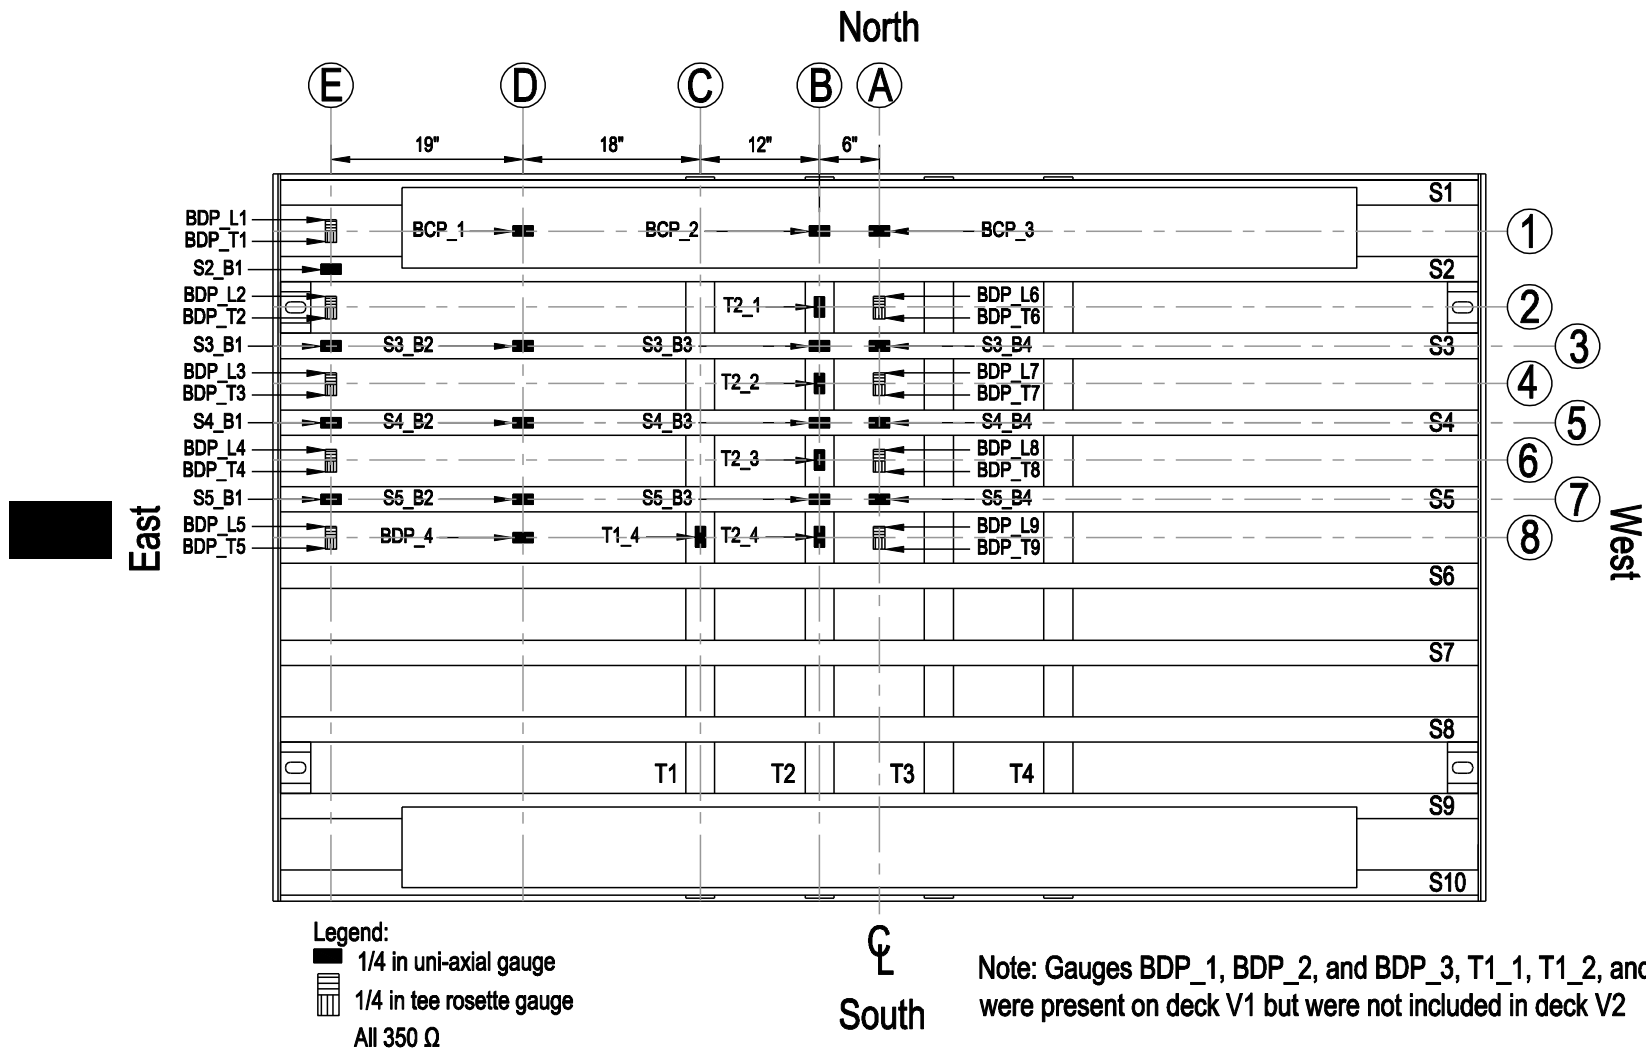 North
E D C B A
19" 18" 12" 6"
S1
BDP_L1
BDP_T1
BCP_1 BCP_2 BCP_3
1
S2_B1
S2
BDP_L2
BDP_T2
T2_1
BDP_L6
BDP_T6
2
S3_B1 S3_B2 S3_B3 S3_B4 S3
3
BDP_L3
BDP_T3
T2_2
BDP_L7
BDP_T7
4
S4_B1 S4_B2 S4_B3 S4_B4 S4
5
BDP_L4
BDP_T4
T2_3
BDP_L8
BDP_T8
6
S5_B1 S5_B2 S5_B3 S5_B4 S5
7
BDP_L5
BDP_T5
BDP_4 T1_4 T2_4
BDP_L9
BDP_T9
8
East
West
S6
S7
S8
T1 T2 T3 T4
S9
S10
Legend:
1/4 in uni-axial gauge
1/4 in tee rosette gauge
All 350 Ω
CL
South
Note: Gauges BDP_1, BDP_2, and BDP_3, T1_1, T1_2, and
were present on deck V1 but were not included in deck V2